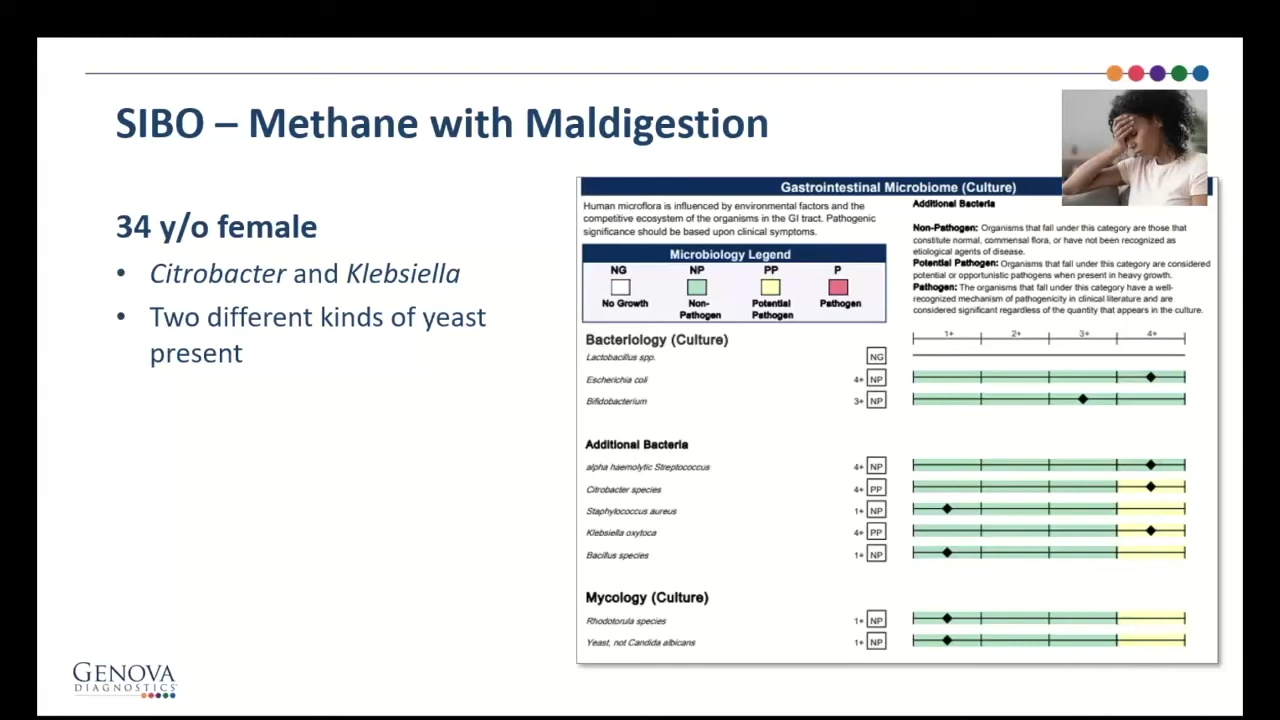 SIBO – Methane with Maldigestion
34 y/o female
• Citrobacter and Klebsiella
• Two different kinds of yeast
present
Gastrointestinal Microbiome (Culture)
Human microflora is influenced by environmental factors and the
competitive ecosystem of the organisms in the GI tract. Pathogenic
significance should be based upon clinical symptoms.
Microbiology Legend
NG NP PP P
No Growth Non-Pathogen Potential Pathogen Pathogen
Additional Bacteria
Non-Pathogen: Organisms that fall under this category are those that
constitute normal, commensal flora, or have not been recognized as
etiological agents of disease.
Potential Pathogen: Organisms that fall under this category are considered
potential or opportunistic pathogens when present in heavy growth.
Pathogen: The organisms that fall under this category have a well-
recognized mechanism of pathogenicity in clinical literature and are
considered significant regardless of the quantity that appears in the culture.
1+ 2+ 3+ 4+
Bacteriology (Culture)
Lactobacillus spp. NG
Escherichia coli 4+ NP
Bifidobacterium 3+ NP
Additional Bacteria
alpha haemolytic Streptococcus 4+ NP
Citrobacter species 4+ PP
Staphylococcus aureus 1+ NP
Klebsiella oxytoca 4+ PP
Bacillus species 1+ NP
Mycology (Culture)
Rhodotorula species 1+ NP
Yeast, not Candida albicans 1+ NP
GENOVA
DIAGNOSTICS